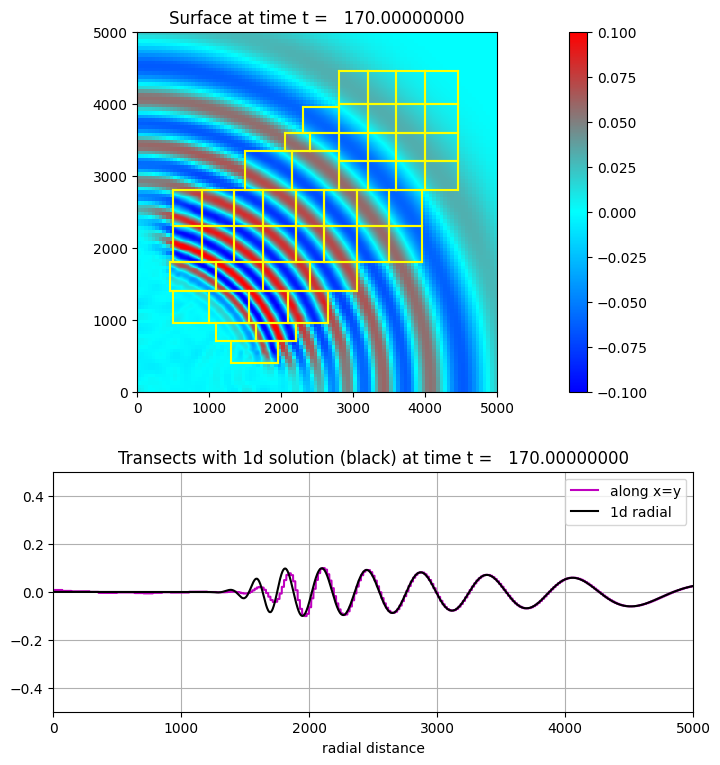 Surface at time t =   170.00000000
5000
4000
3000
2000
1000
0
0 1000 2000 3000 4000 5000
0.100
0.075
0.050
0.025
0.000
−0.025
−0.050
−0.075
−0.100
Transects with 1d solution (black) at time t =   170.00000000
0.4
0.2
0.0
−0.2
−0.4
along x=y
1d radial
0 1000 2000 3000 4000 5000
radial distance